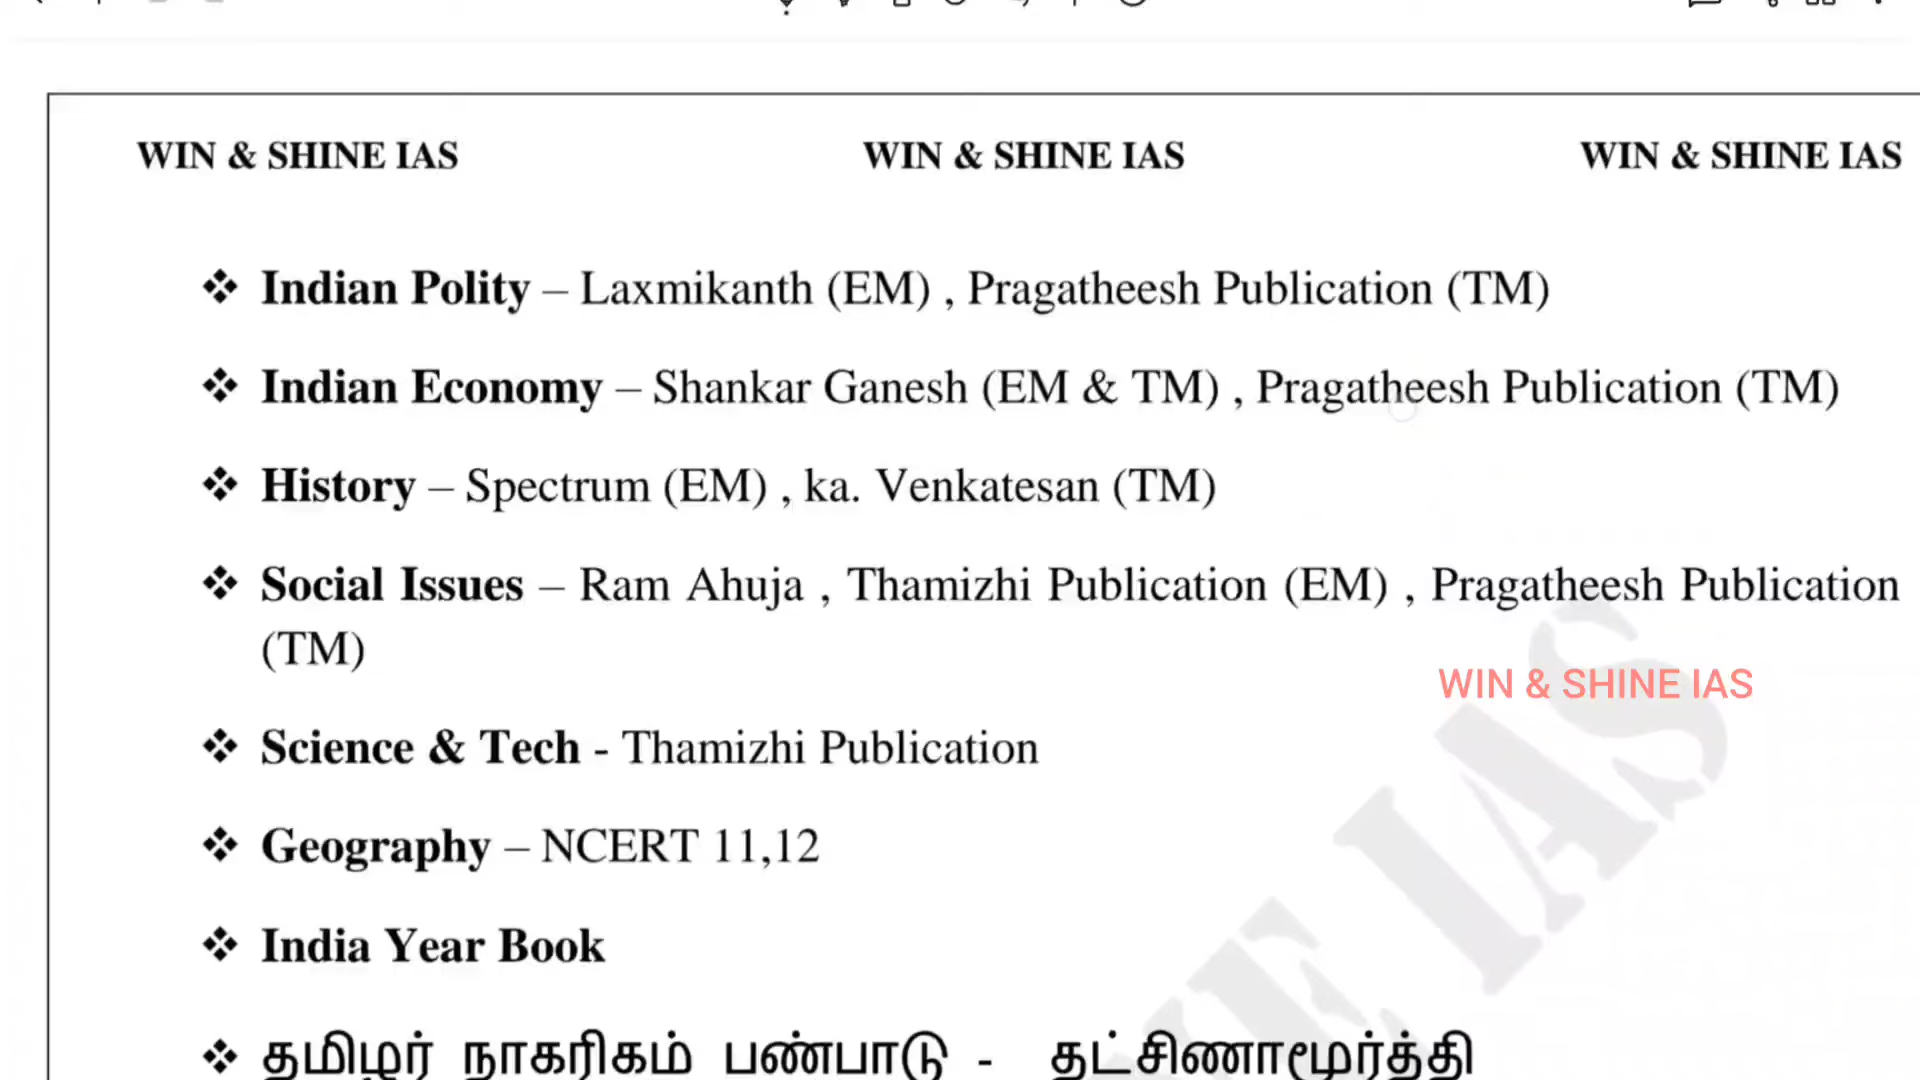 WIN & SHINE IAS WIN & SHINE IAS WIN & SHINE IAS
❖ Indian Polity – Laxmikanth (EM) , Pragatheesh Publication (TM)
❖ Indian Economy – Shankar Ganesh (EM & TM) , Pragatheesh Publication (TM)
❖ History – Spectrum (EM) , ka. Venkatesan (TM)
❖ Social Issues – Ram Ahuja , Thamizhi Publication (EM) , Pragatheesh Publication
(TM)
WIN & SHINE IAS
❖ Science & Tech - Thamizhi Publication
❖ Geography – NCERT 11,12
❖ India Year Book
❖ தமிழர் நாகரிகம் பண்பாடு - தட்சிணாமூர்த்தி
E IAS